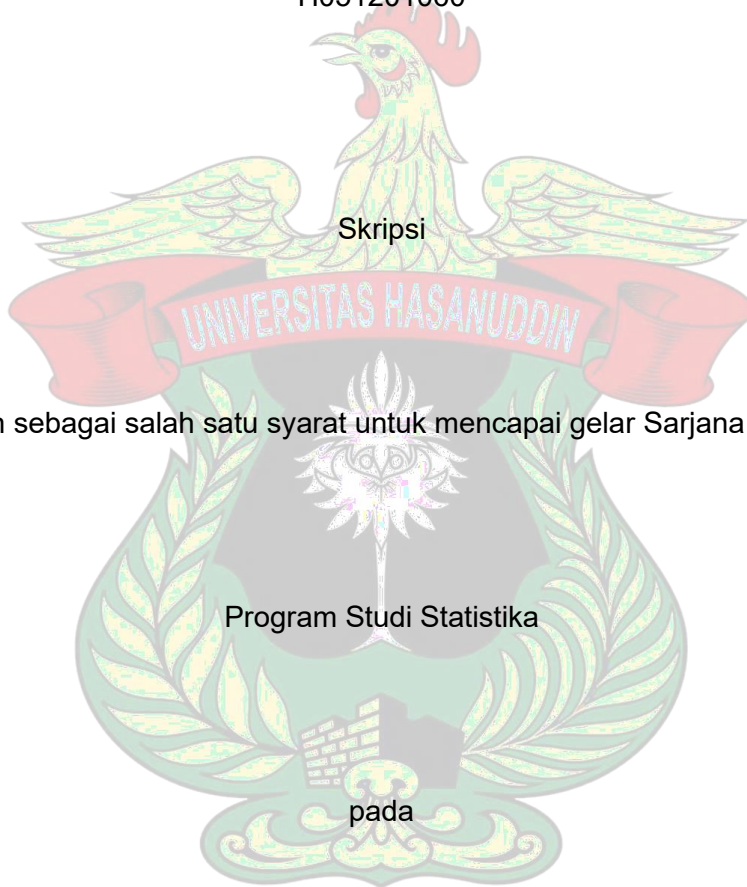 Skripsi
UNIVERSITAS HASANUDDIN
sebagai salah satu syarat untuk mencapai gelar Sarjana
Program Studi Statistika
pada